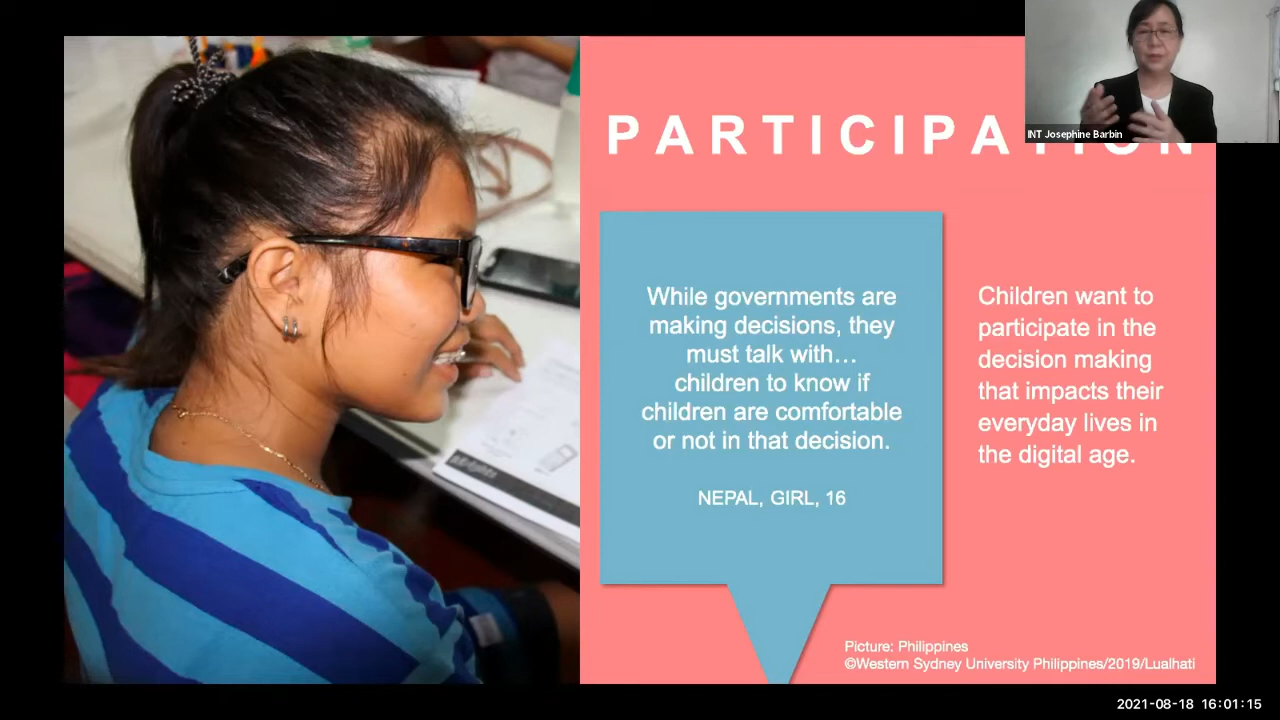 PARTICIPATION
INT Josephine Barbin
While governments are
making decisions, they
must talk with…
children to know if
children are comfortable
or not in that decision.
NEPAL, GIRL, 16
Children want to
participate in the
decision making
that impacts their
everyday lives in
the digital age.
Picture: Philippines
©Western Sydney University Philippines/2019/Lualhati
2021-08-18 16:01:15